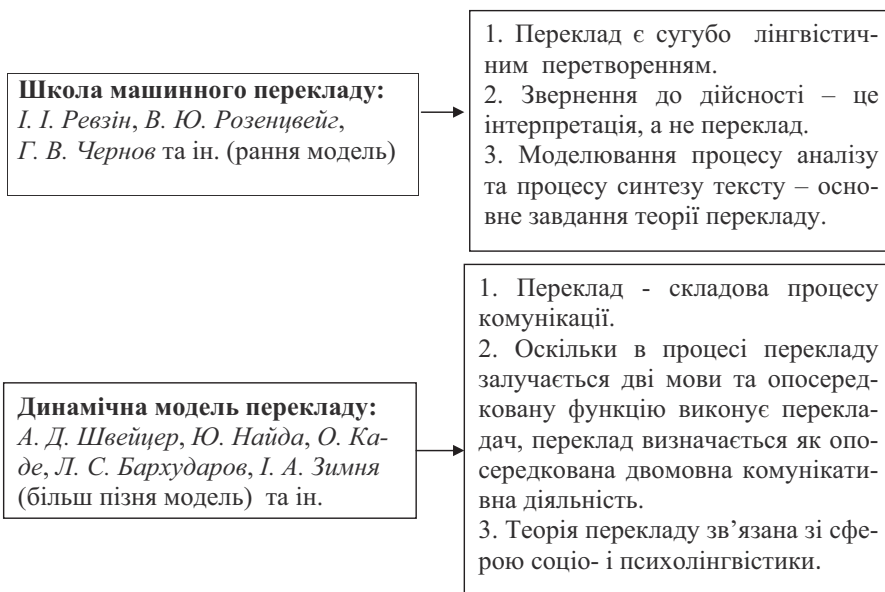 Школа машинного перекладу:
І. І. Ревзін, В. Ю. Розенцвейг,
Г. В. Чернов та ін. (рання модель)
1. Переклад є сугубо лінгвістич-
ним перетворенням.
2. Звернення до дійсності – це
інтерпретація, а не переклад.
3. Моделювання процесу аналізу
та процесу синтезу тексту – осно-
вне завдання теорії перекладу.
Динамічна модель перекладу:
А. Д. Швейцер, Ю. Найда, О. Ка-
де, Л. С. Бархударов, І. А. Зимня
(більш пізня модель) та ін.
1. Переклад - складова процесу
комунікації.
2. Оскільки в процесі перекладу
залучається дві мови та опосеред-
ковану функцію виконує перекла-
дач, переклад визначається як опо-
середкована двомовна комунікати-
вна діяльність.
3. Теорія перекладу зв’язана зі сфе-
рою соціо- і психолінгвістики.